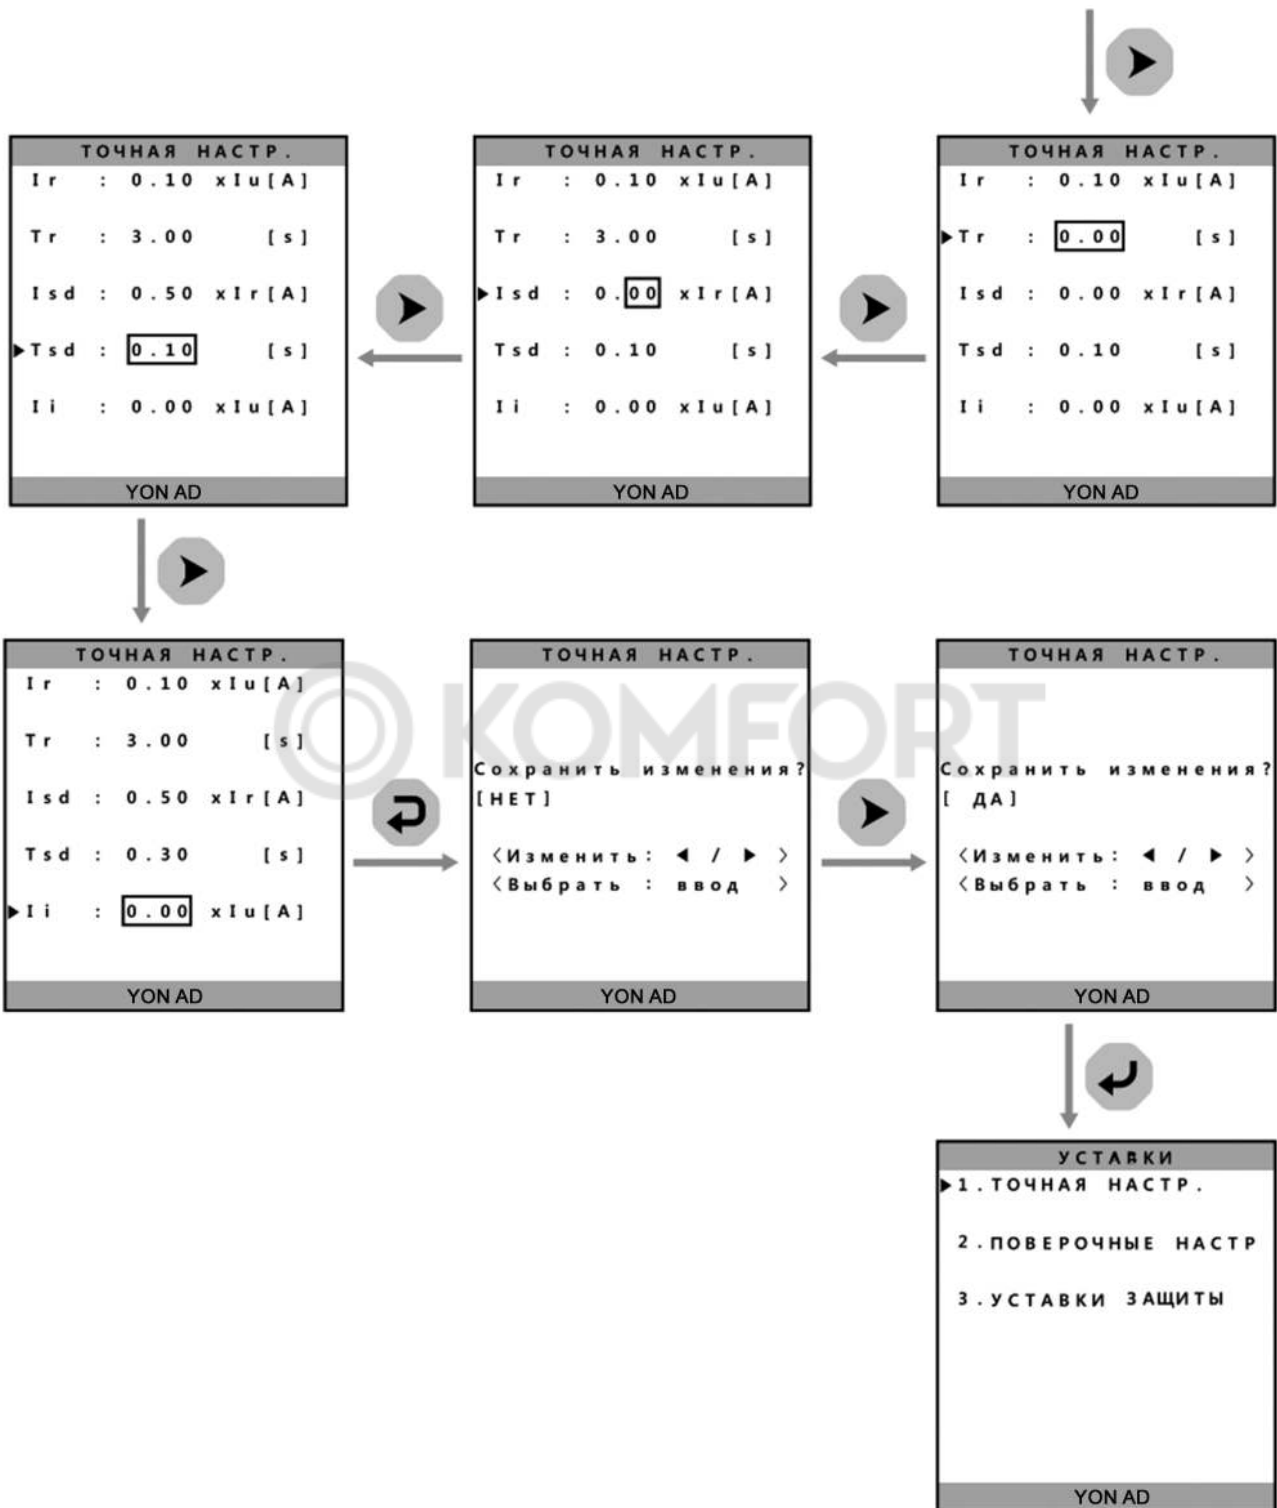 ТОЧНАЯ НАСТР.
Ir : 0.10 xIu[A]
Tr : 3.00 [s]
Isd : 0.50 xIr[A]
▶Tsd : 0.10 [s]
Ii : 0.00 xIu[A]
YON AD
ТОЧНАЯ НАСТР.
Ir : 0.10 xIu[A]
Tr : 3.00 [s]
▶Isd : 0.00 xIr[A]
Tsd : 0.10 [s]
Ii : 0.00 xIu[A]
YON AD
ТОЧНАЯ НАСТР.
Ir : 0.10 xIu[A]
▶Tr : 0.00 [s]
Isd : 0.00 xIr[A]
Tsd : 0.10 [s]
Ii : 0.00 xIu[A]
YON AD
ТОЧНАЯ НАСТР.
Ir : 0.10 xIu[A]
Tr : 3.00 [s]
Isd : 0.50 xIr[A]
Tsd : 0.30 [s]
▶Ii : 0.00 xIu[A]
YON AD
ТОЧНАЯ НАСТР.
Сохранить изменения?
[НЕТ]
〈Изменить: ◀ / ▶ 〉
〈Выбрать : ввод 〉
YON AD
ТОЧНАЯ НАСТР.
Сохранить изменения?
[ ДА]
〈Изменить: ◀ / ▶ 〉
〈Выбрать : ввод 〉
YON AD
KOMFORT
УСТАВКИ
▶1.ТОЧНАЯ НАСТР.
2.ПОВЕРОЧНЫЕ НАСТР
3.УСТАВКИ ЗАЩИТЫ
YON AD